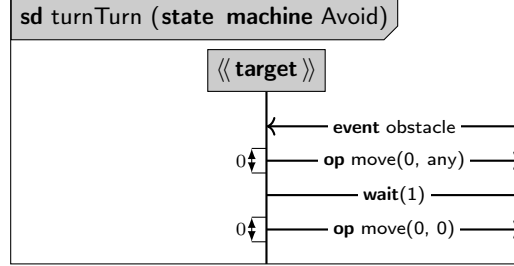 sd turnTurn (state machine Avoid)
⟪ target ⟫
event obstacle
0 op move(0, any)
wait(1)
0 op move(0, 0)